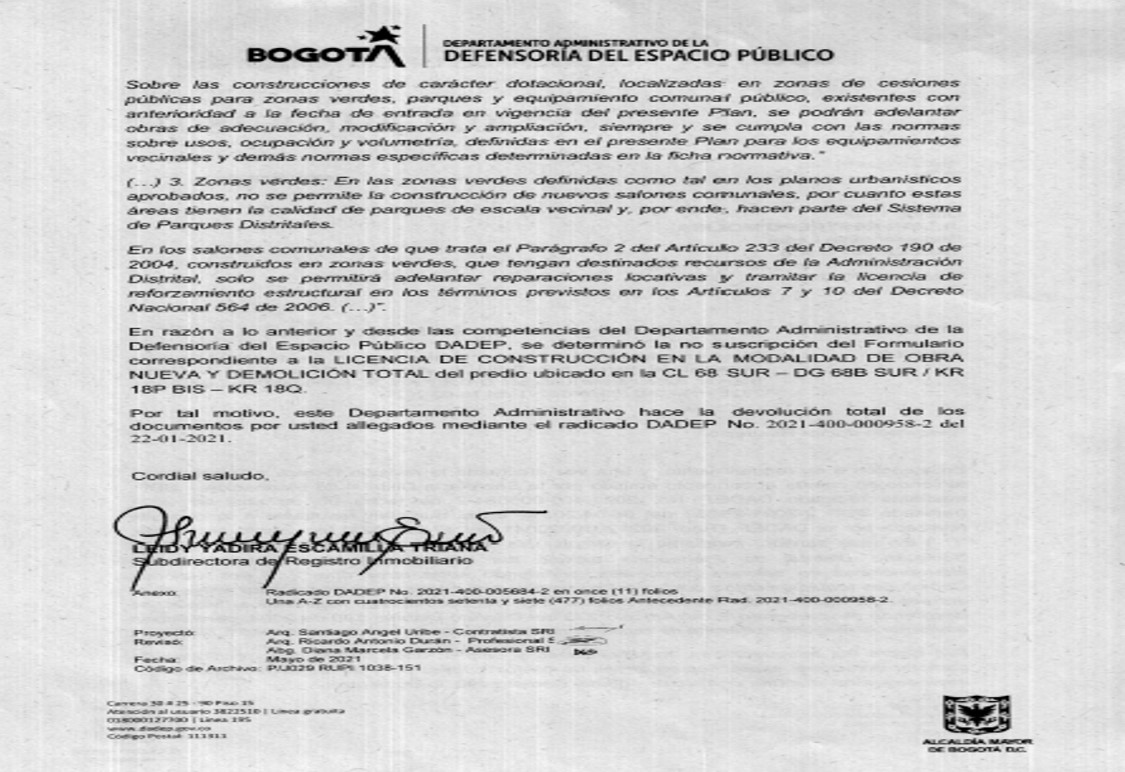 BOGOTÁ
DEPARTAMENTO ADMINISTRATIVO DE LA
DEFENSORÍA DEL ESPACIO PÚBLICO
Sobre las construcciones de carácter dotacional, localizadas en zonas de cesiones
públicas para zonas verdes, parques y equipamiento comunal público, existentes con
anterioridad a la fecha de entrada en vigencia del presente Plan, se podrán adelantar
obras de adecuación, modificación y ampliación, siempre y se cumpla con las normas
sobre usos, ocupación y volumetría, definidas en el presente Plan para los equipamientos
vecinales y demás normas específicas determinadas en la ficha normativa."
(...) 3. Zonas verdes: En las zonas verdes definidas como tal en los planos urbanísticos
aprobados, no se permite la construcción de nuevos salones comunales, por cuanto estas
áreas tienen la calidad de parques de escala vecinal y, por ende, hacen parte del Sistema
de Parques Distritales.
En los salones comunales de que trata el Parágrafo 2 del Artículo 233 del Decreto 190 de
2004, construidos en zonas verdes, que tengan destinados recursos de la Administración
Distrital, solo se permitirá adelantar reparaciones locativas y tramitar la licencia de
reforzamiento estructural en los términos previstos en los Artículos 7 y 10 del Decreto
Nacional 564 de 2006. (...)".
En razón a lo anterior y desde las competencias del Departamento Administrativo de la
Defensoría del Espacio Público DADEP, se determinó la no suscripción del Formulario
correspondiente a la LICENCIA DE CONSTRUCCIÓN EN LA MODALIDAD DE OBRA
NUEVA Y DEMOLICIÓN TOTAL del predio ubicado en la CL 68 SUR – DG 68B SUR / KR
18P BIS – KR 18Q.
Por tal motivo, este Departamento Administrativo hace la devolución total de los
documentos por usted allegados mediante el radicado DADEP No. 2021-400-000958-2 del
22-01-2021.
Cordial saludo,
LEIDY YADIRA ESCAMILLA TRIANA
Subdirectora de Registro Inmobiliario
Anexo: Radicado DADEP No. 2021-400-005684-2 en once (11) folios
Una A-Z con cuatrocientos setenta y siete (477) folios Antecedente Rad. 2021-400-000958-2.
Proyectó: Arq. Santiago Angel Uribe - Contratista SRI
Revisó: Arq. Ricardo Antonio Durán - Profesional
Abg. Diana Marcela Garzón - Asesora SRI
Fecha: Mayo de 2021
Código de Archivo: PU029 RUPI 1038-151
Carrera 30 # 25 - 90 Piso 15
Atención al usuario 3822510 | Línea gratuita
018000127700 | Línea 195
www.dadep.gov.co
Código Postal: 111311
ALCALDÍA MAYOR
DE BOGOTÁ D.C.